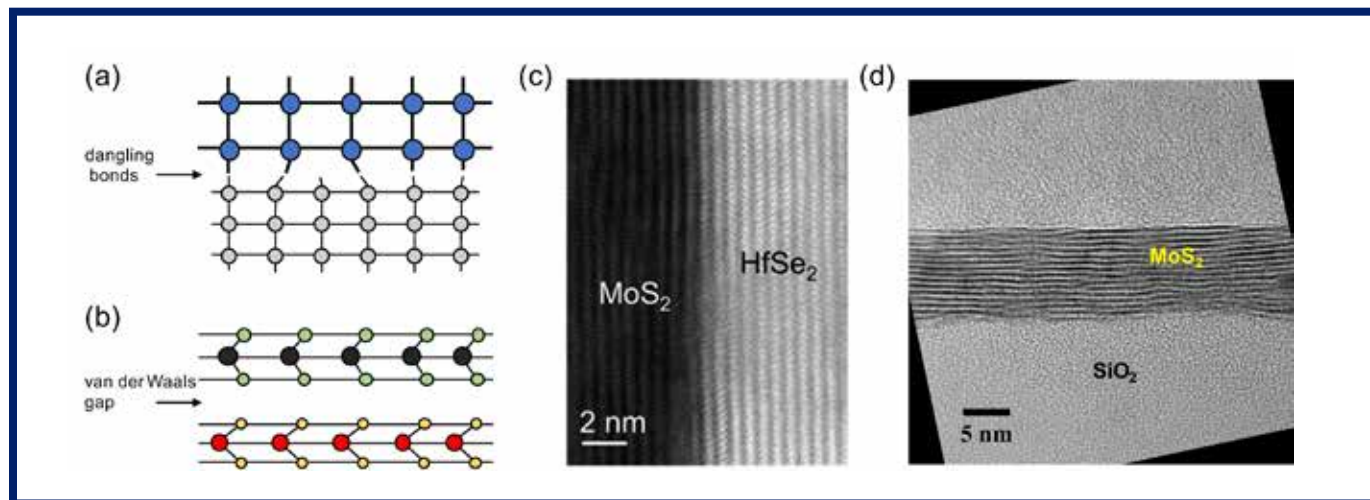 (a)
dangling
bonds
(b)
van der Waals
gap
(c)
MoS₂
HfSe₂
2 nm
(d)
MoS₂
SiO₂
5 nm